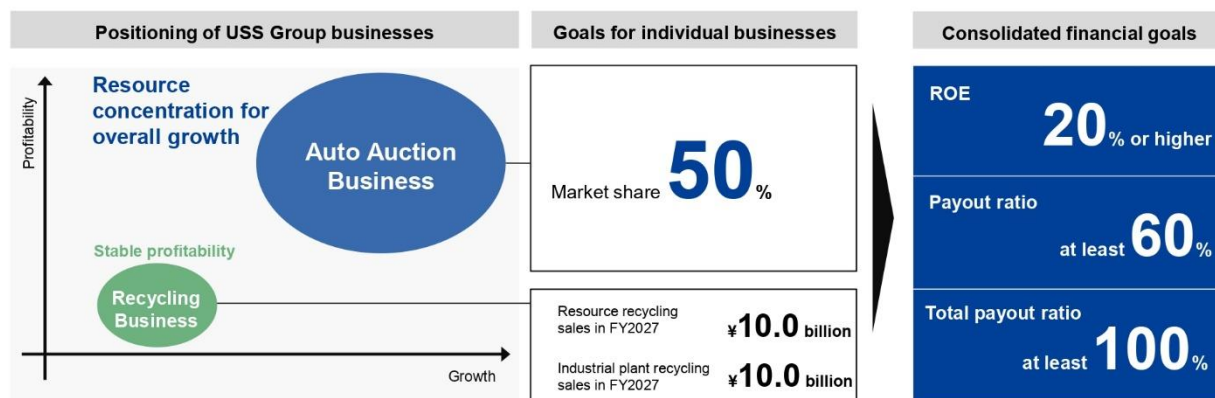 Positioning of USS Group businesses
Goals for individual businesses
Consolidated financial goals
Profitability
Resource
concentration for
overall growth
Auto Auction
Business
Stable profitability
Recycling
Business
Growth
Market share 50%
Resource recycling
sales in FY2027
¥10.0 billion
Industrial plant recycling
sales in FY2027
¥10.0 billion
ROE
20% or higher
Payout ratio
at least 60%
Total payout ratio
at least 100%